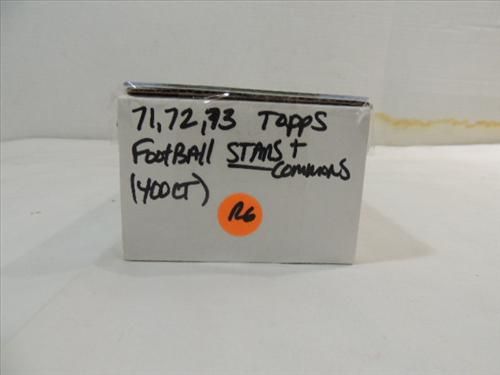 71,72,73 Topps
FootBall STARS +
Commons
(400CT)
R6